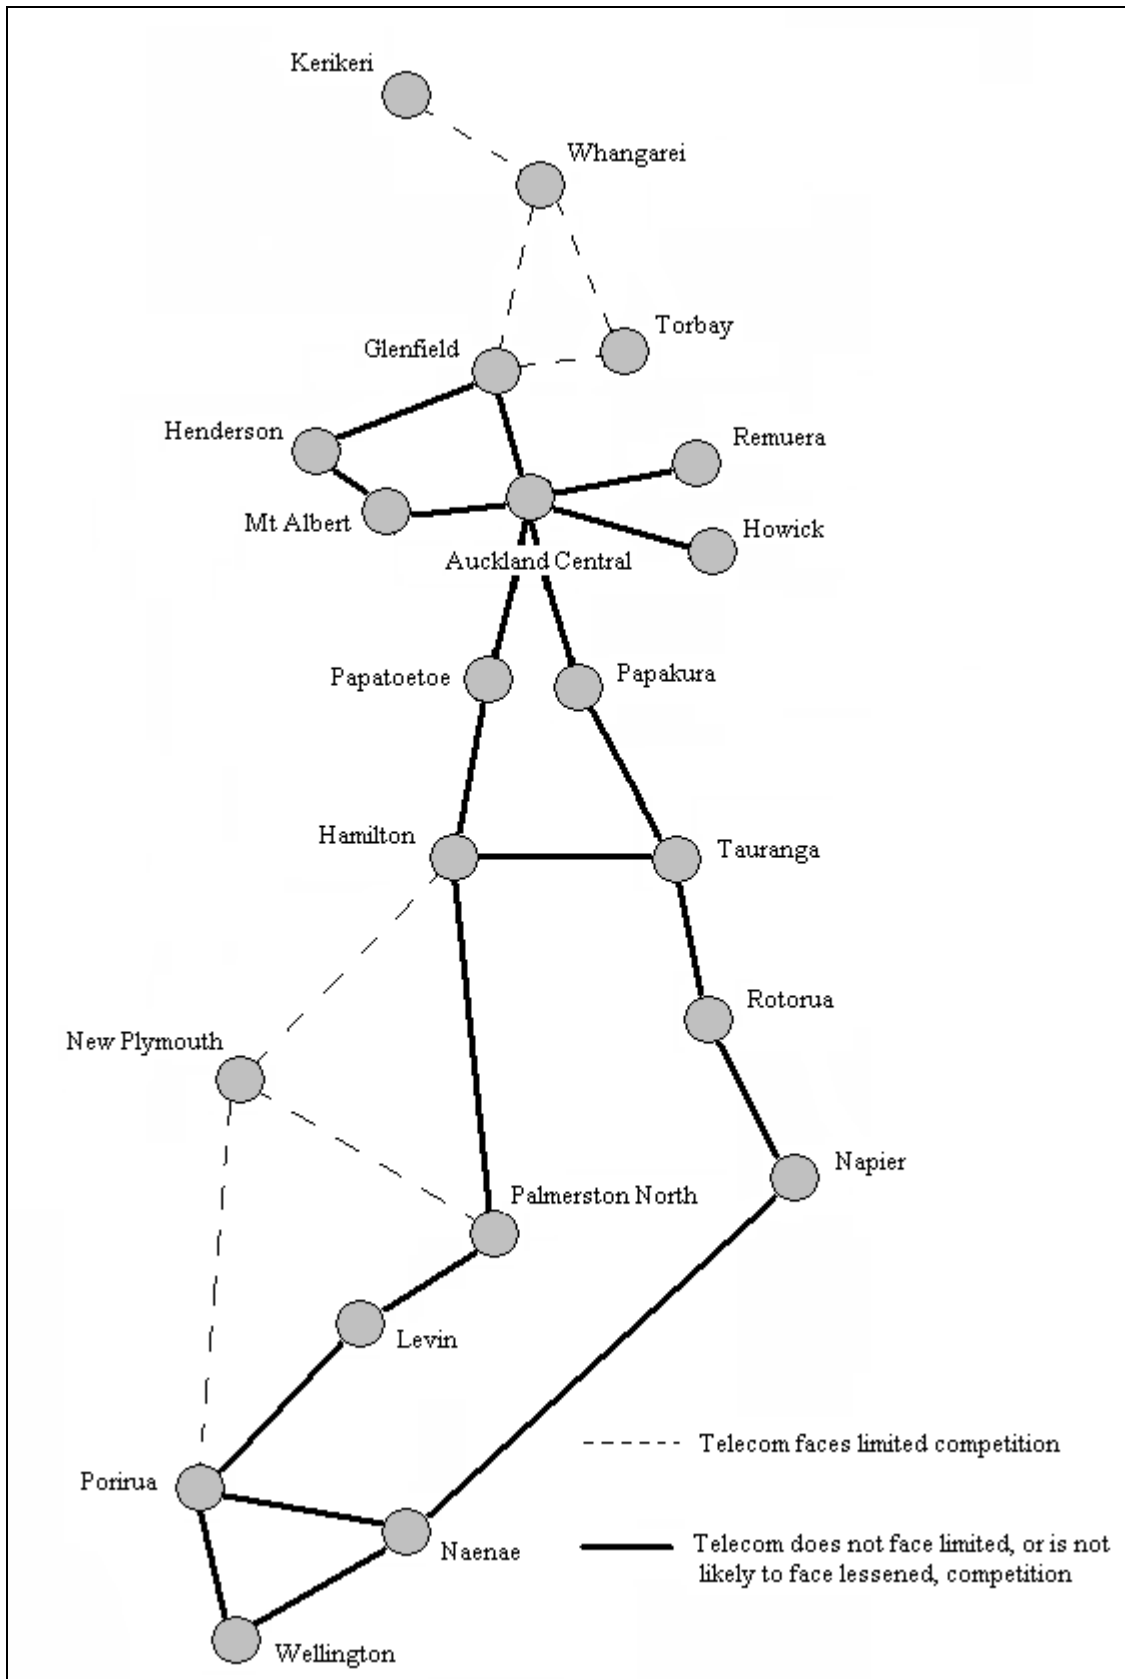 Kerikeri
Whangarei
Torbay
Glenfield
Henderson
Remuera
Mt Albert
Howick
Auckland Central
Papatoetoe
Papakura
Hamilton
Tauranga
Rotorua
New Plymouth
Napier
Palmerston North
Levin
Telecom faces limited competition
Porirua
Naenae
Telecom does not face limited, or is not
likely to face lessened, competition
Wellington